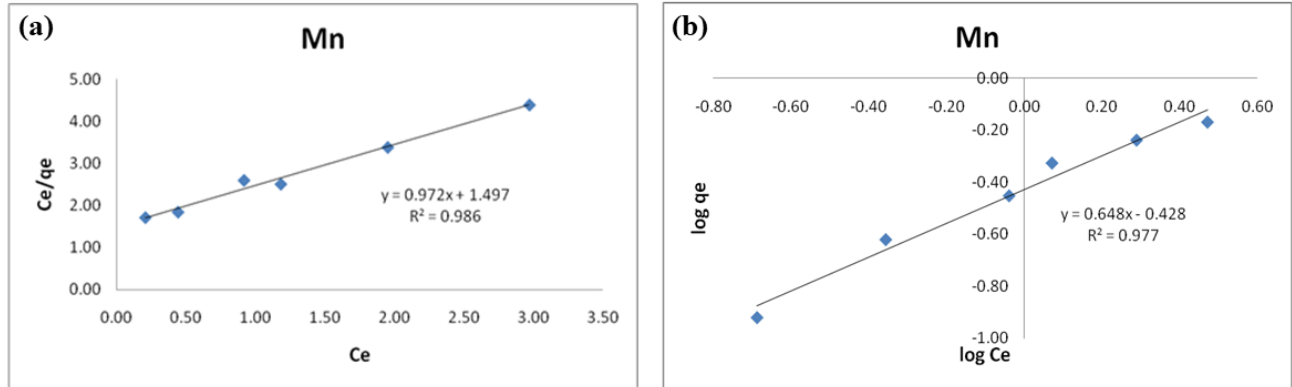 (a)
Mn
5.00
4.00
3.00
2.00
1.00
0.00
Ce/qe
y = 0.972x + 1.497
R² = 0.986
0.00 0.50 1.00 1.50 2.00 2.50 3.00 3.50
Ce
(b)
Mn
0.00
-0.80 -0.60 -0.40 -0.20 0.00 0.20 0.40 0.60
-0.20
-0.40
-0.60
-0.80
-1.00
log qe
y = 0.648x - 0.428
R² = 0.977
log Ce